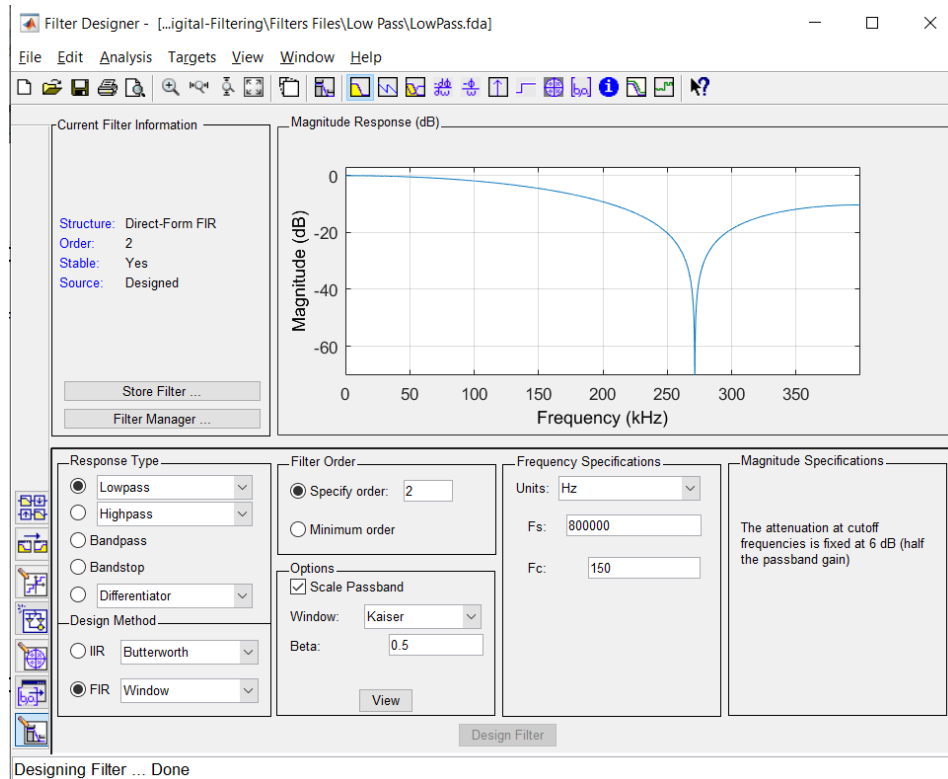 Filter Designer - [...igital-Filtering\Filters Files\Low Pass\LowPass.fda]
File Edit Analysis Targets View Window Help
Current Filter Information
Structure: Direct-Form FIR
Order: 2
Stable: Yes
Source: Designed
Store Filter ...
Filter Manager ...
Magnitude Response (dB)
Magnitude (dB)
0
-20
-40
-60
0 50 100 150 200 250 300 350
Frequency (kHz)
Response Type
Lowpass
Highpass
Bandpass
Bandstop
Differentiator
Design Method
IIR Butterworth
FIR Window
Filter Order
Specify order: 2
Minimum order
Options
Scale Passband
Window: Kaiser
Beta: 0.5
View
Frequency Specifications
Units: Hz
Fs: 800000
Fc: 150
Magnitude Specifications
The attenuation at cutoff
frequencies is fixed at 6 dB (half
the passband gain)
Design Filter
Designing Filter ... Done